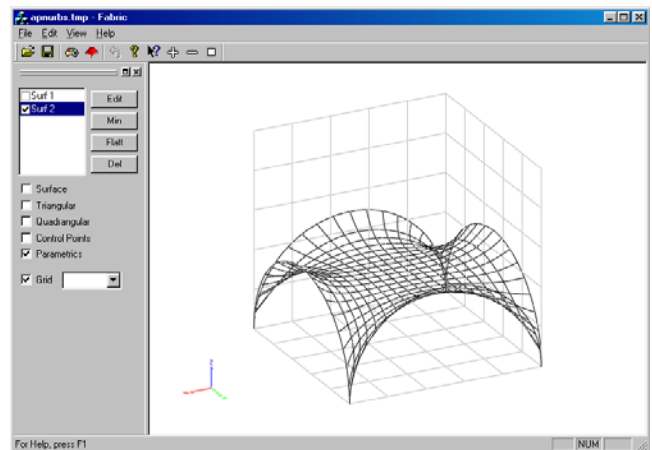 apnurbs.tmp - Fabric
File Edit View Help
Surf 1
Surf 2
Edit
Min
Flatt
Del
Surface
Triangular
Quadrangular
Control Points
Parametrics
Grid
For Help, press F1
NUM